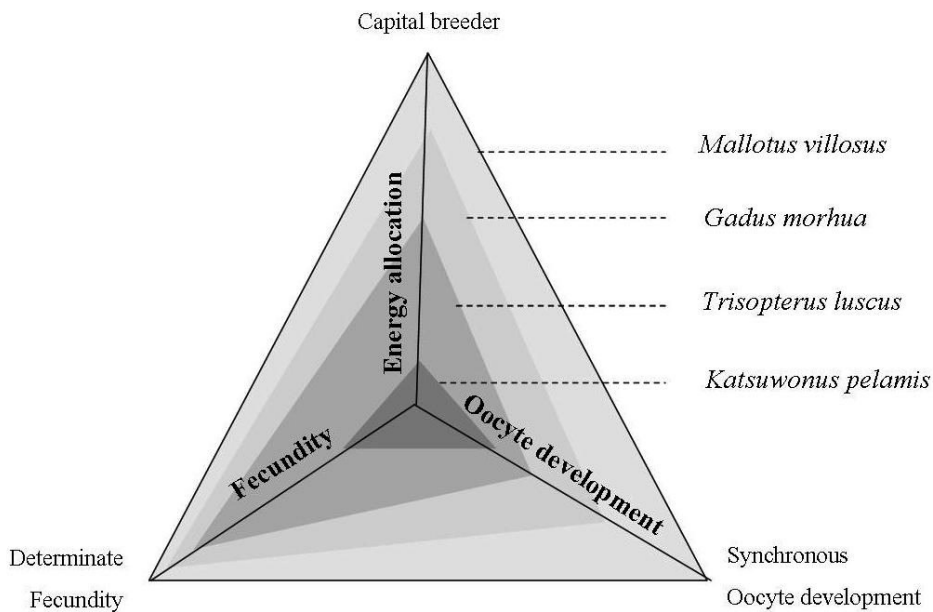 Capital breeder
Mallotus villosus
Gadus morhua
Trisopterus luscus
Katsuwonus pelamis
Energy allocation
Fecundity
Oocyte development
Determinate
Fecundity
Synchronous
Oocyte development